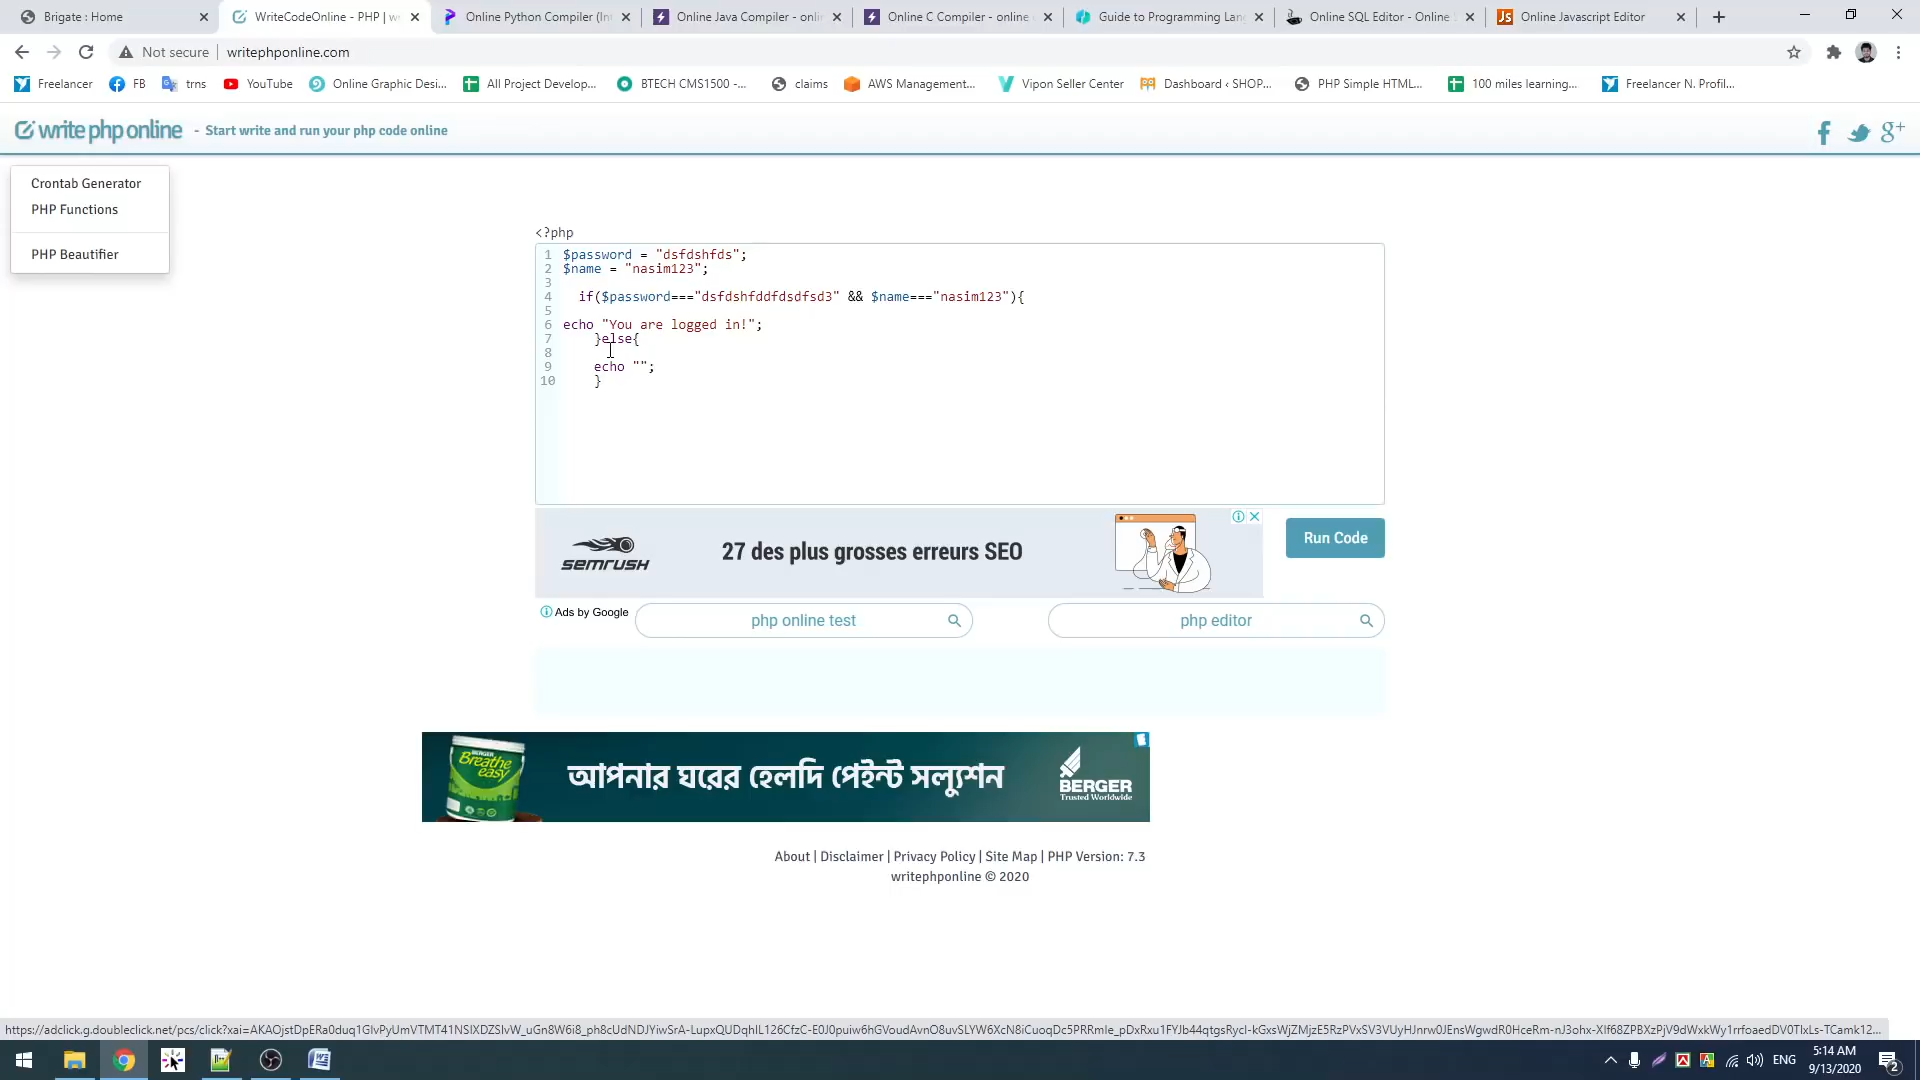 Brigate : Home
WriteCodeOnline - PHP | we
Online Python Compiler (Int
Online Java Compiler - onlin
Online C Compiler - online c
Guide to Programming Lang
Online SQL Editor - Online S
Online Javascript Editor
Not secure
writephponline.com
Freelancer
FB
trns
YouTube
Online Graphic Desi...
All Project Develop...
BTECH CMS1500 -...
claims
AWS Management...
Vipon Seller Center
Dashboard ‹ SHOP...
PHP Simple HTML...
100 miles learning...
Freelancer N. Profil...
write php online - Start write and run your php code online
Crontab Generator
PHP Functions
PHP Beautifier
<?php
1 $password = "dsfdshfds";
2 $name = "nasim123";
3
4 if($password==="dsfdshfddfdsdfsd3" && $name==="nasim123"){
5
6 echo "You are logged in!";
7 }else{
8
9 echo "";
10 }
SEMRUSH
27 des plus grosses erreurs SEO
Run Code
Ads by Google
php online test
php editor
BERGER
Breathe easy
আপনার ঘরের হেলদি পেইন্ট সল্যুশন
BERGER
Trusted Worldwide
About | Disclaimer | Privacy Policy | Site Map | PHP Version: 7.3
writephponline © 2020
ENG
5:14 AM
9/13/2020
2